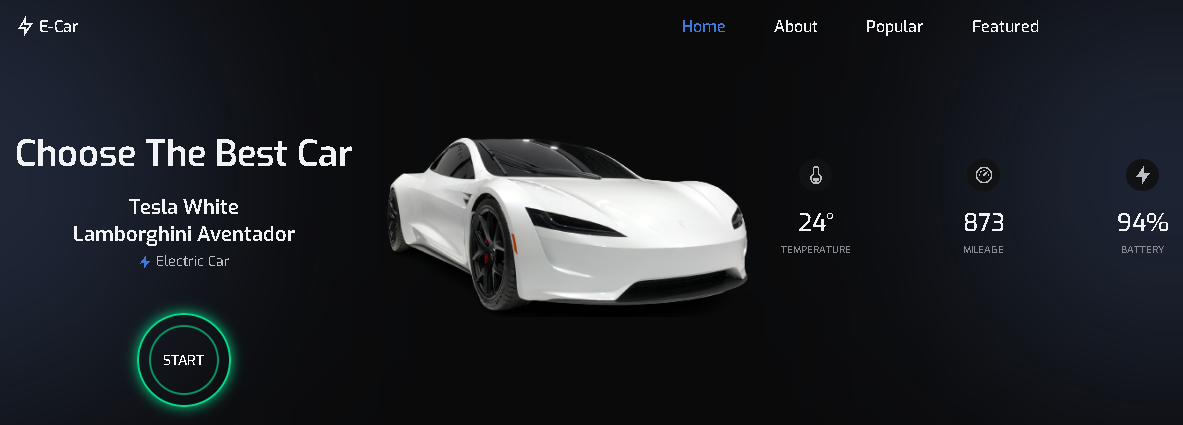 E-Car
Home About Popular Featured
Choose The Best Car
Tesla White
Lamborghini Aventador
Electric Car
START
24° 873 94%
TEMPERATURE MILEAGE BATTERY